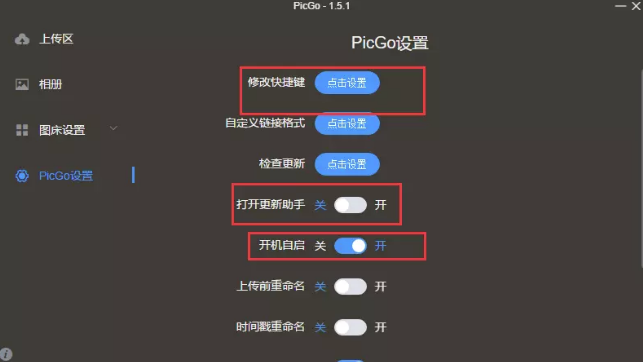 PicGo - 1.5.1
上传区
相册
图床设置
PicGo设置
PicGo设置
修改快捷键 点击设置
自定义链接格式 点击设置
检查更新 点击设置
打开更新助手 关 开
开机自启 关 开
上传前重命名 关 开
时间戳重命名 关 开